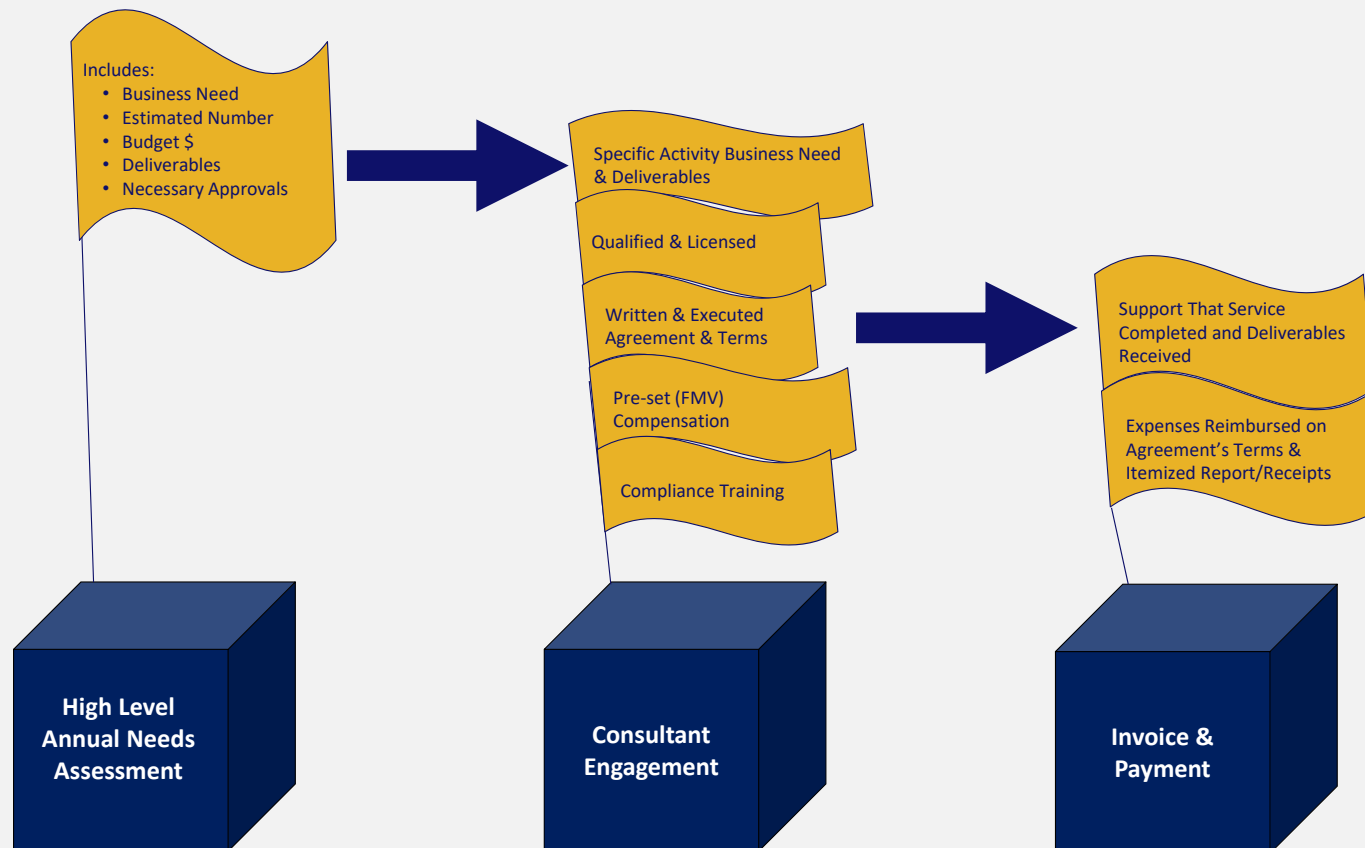 Includes:
• Business Need
• Estimated Number
• Budget $
• Deliverables
• Necessary Approvals
Specific Activity Business Need
& Deliverables
Qualified & Licensed
Written & Executed
Agreement & Terms
Pre-set (FMV)
Compensation
Compliance Training
Support That Service
Completed and Deliverables
Received
Expenses Reimbursed on
Agreement’s Terms &
Itemized Report/Receipts
High Level
Annual Needs
Assessment
Consultant
Engagement
Invoice &
Payment